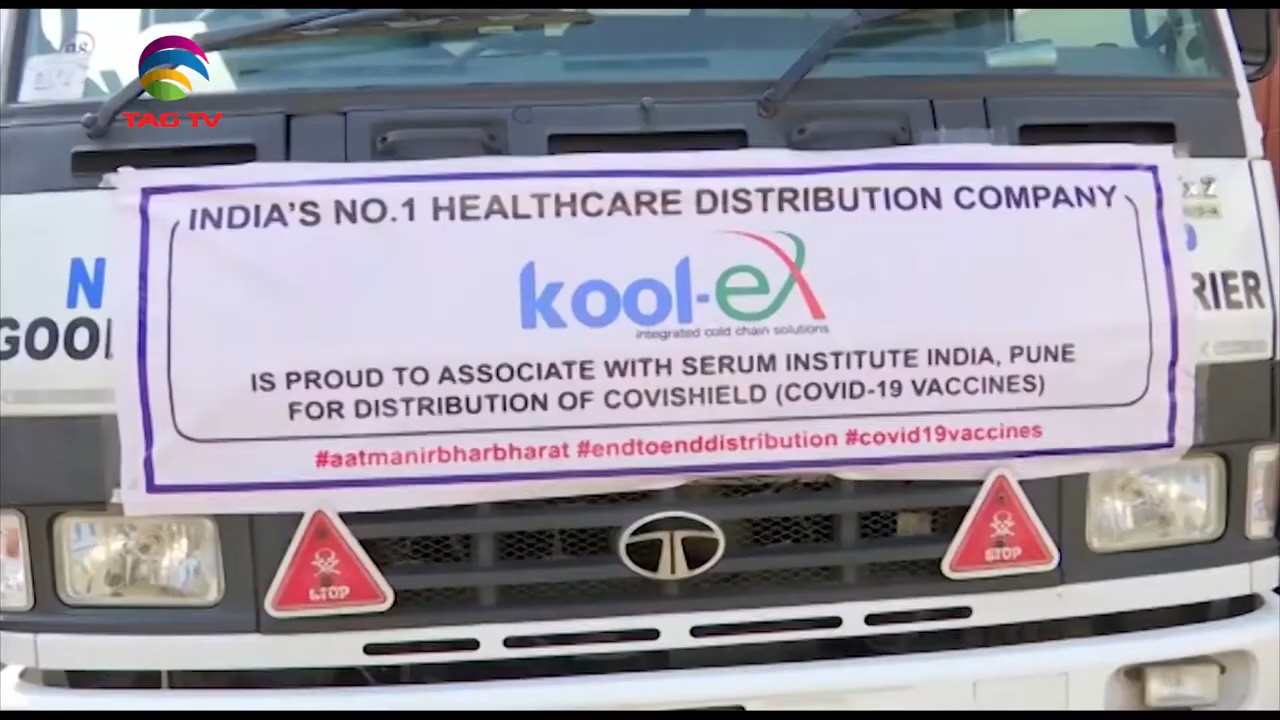 TAG TV
INDIA'S NO.1 HEALTHCARE DISTRIBUTION COMPANY
kool-ex
integrated cold chain solutions
IS PROUD TO ASSOCIATE WITH SERUM INSTITUTE INDIA, PUNE
FOR DISTRIBUTION OF COVISHIELD (COVID-19 VACCINES)
#aatmanirbharbharat #endtoenddistribution #covid19vaccines
N
GOO
RIER
STOP
STOP